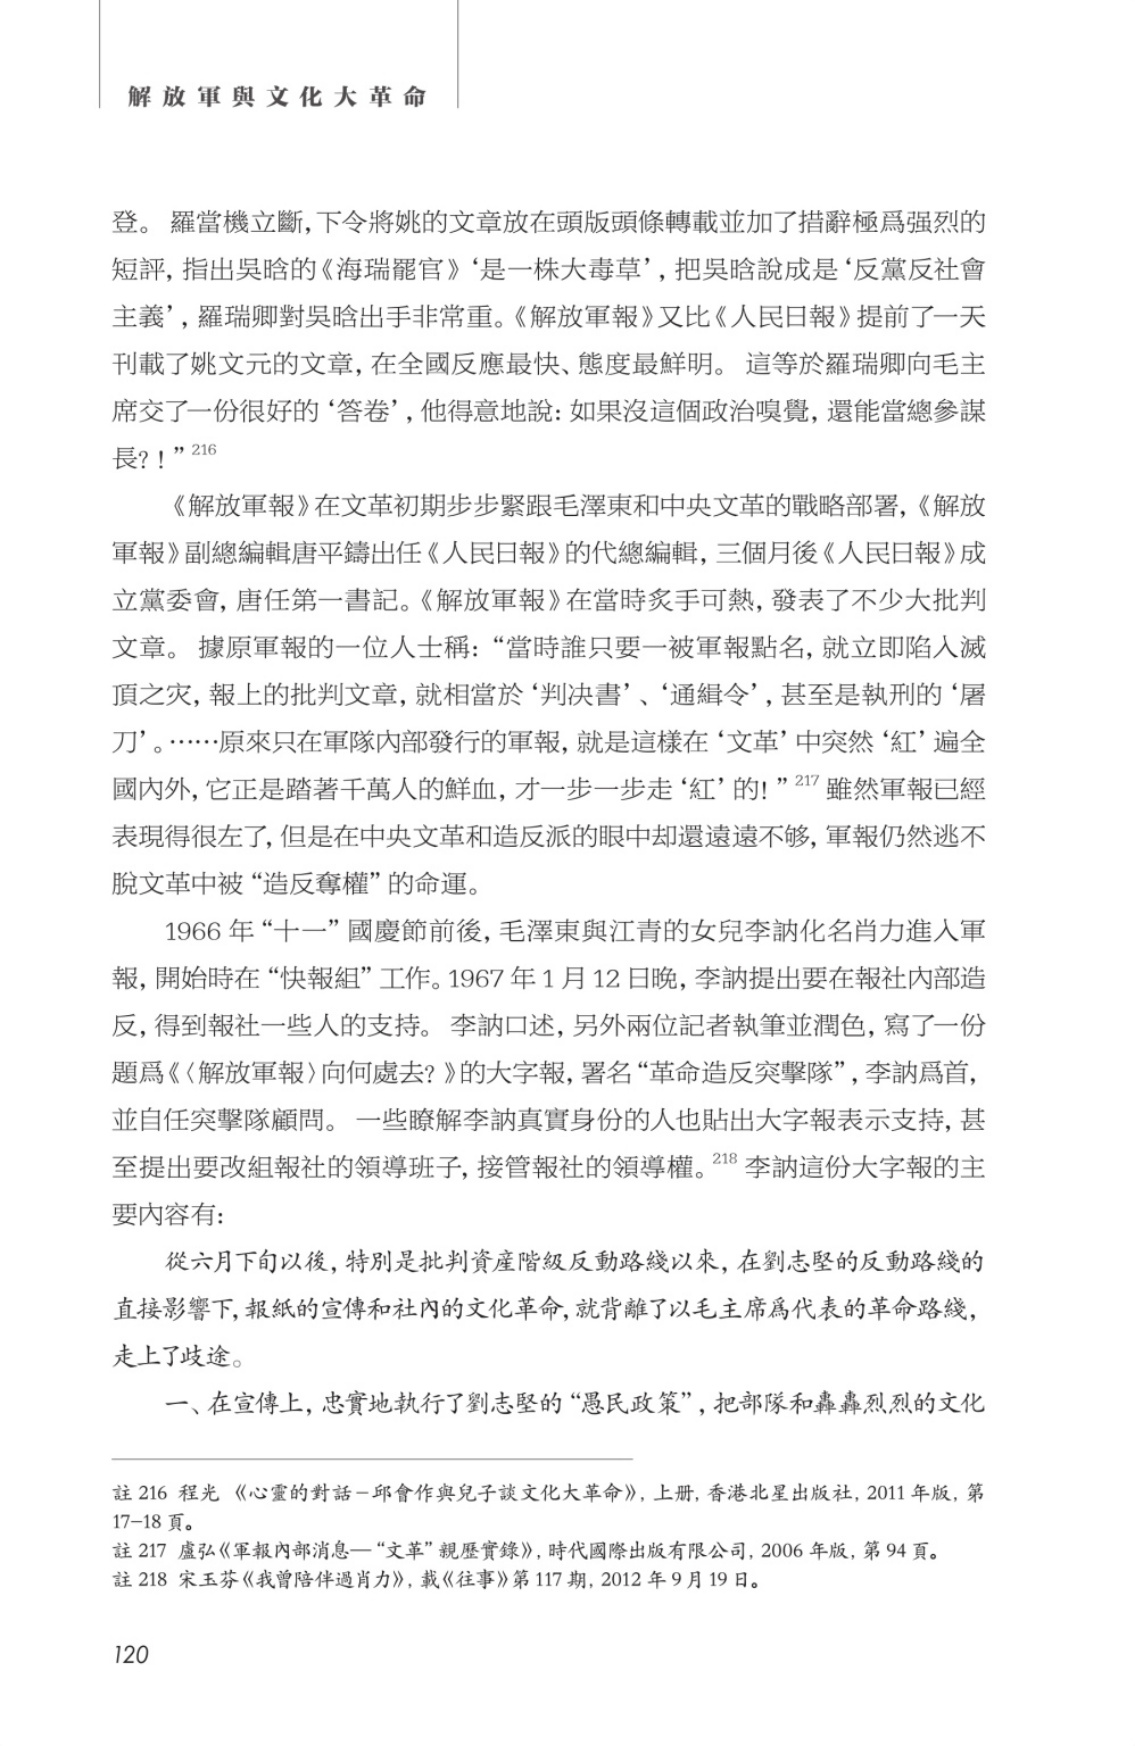 解放軍與文化大革命
登。 羅當機立斷, 下令將姚的文章放在頭版頭條轉載並加了措辭極爲强烈的
短評, 指出吳晗的《海瑞罷官》‘是一株大毒草’, 把吳晗說成是‘反黨反社會
主義’, 羅瑞卿對吳晗出手非常重。《解放軍報》又比《人民日報》提前了一天
刊載了姚文元的文章, 在全國反應最快、態度最鮮明。 這等於羅瑞卿向毛主
席交了一份很好的‘答卷’, 他得意地說: 如果沒這個政治嗅覺, 還能當總參謀
長? ! ” 216
《解放軍報》在文革初期步步緊跟毛澤東和中央文革的戰略部署,《解放
軍報》副總編輯唐平鑄出任《人民日報》的代總編輯, 三個月後《人民日報》成
立黨委會, 唐任第一書記。《解放軍報》在當時炙手可熱, 發表了不少大批判
文章。 據原軍報的一位人士稱: “當時誰只要一被軍報點名, 就立即陷入滅
頂之灾, 報上的批判文章, 就相當於‘判决書’、‘通緝令’, 甚至是執刑的‘屠
刀’。……原來只在軍隊內部發行的軍報, 就是這樣在‘文革’中突然‘紅’遍全
國內外, 它正是踏著千萬人的鮮血, 才一步一步走‘紅’的! ” 217 雖然軍報已經
表現得很左了, 但是在中央文革和造反派的眼中却還遠遠不够, 軍報仍然逃不
脫文革中被“造反奪權”的命運。
1966 年“十一”國慶節前後, 毛澤東與江青的女兒李訥化名肖力進入軍
報, 開始時在“快報組”工作。1967 年 1 月 12 日晚, 李訥提出要在報社內部造
反, 得到報社一些人的支持。 李訥口述, 另外兩位記者執筆並潤色, 寫了一份
題爲《〈解放軍報〉向何處去? 》的大字報, 署名“革命造反突擊隊”, 李訥爲首,
並自任突擊隊顧問。 一些瞭解李訥真實身份的人也貼出大字報表示支持, 甚
至提出要改組報社的領導班子, 接管報社的領導權。218 李訥這份大字報的主
要內容有:
從六月下旬以後, 特別是批判資産階級反動路綫以來, 在劉志堅的反動路綫的
直接影響下, 報紙的宣傳和社內的文化革命, 就背離了以毛主席爲代表的革命路綫,
走上了歧途。
一、在宣傳上, 忠實地執行了劉志堅的“愚民政策”, 把部隊和轟轟烈烈的文化
註 216 程光 《心靈的對話－邱會作與兒子談文化大革命》, 上册, 香港北星出版社, 2011 年版, 第
17–18 頁。
註 217 盧弘《軍報內部消息—“文革”親歷實錄》, 時代國際出版有限公司, 2006 年版, 第 94 頁。
註 218 宋玉芬《我曾陪伴過肖力》, 載《往事》第 117 期, 2012 年 9 月 19 日。
120